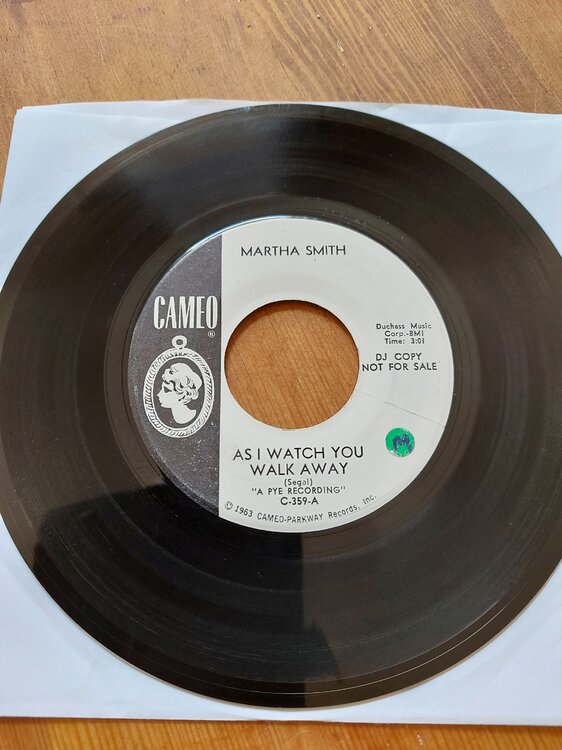 MARTHA SMITH
CAMEO
®
Duchess Music
Corp.-BMI
Time: 3:01
DJ COPY
NOT FOR SALE
AS I WATCH YOU
WALK AWAY
(Segal)
"A PYE RECORDING"
C-359-A
© 1963 CAMEO-PARKWAY Records, Inc.